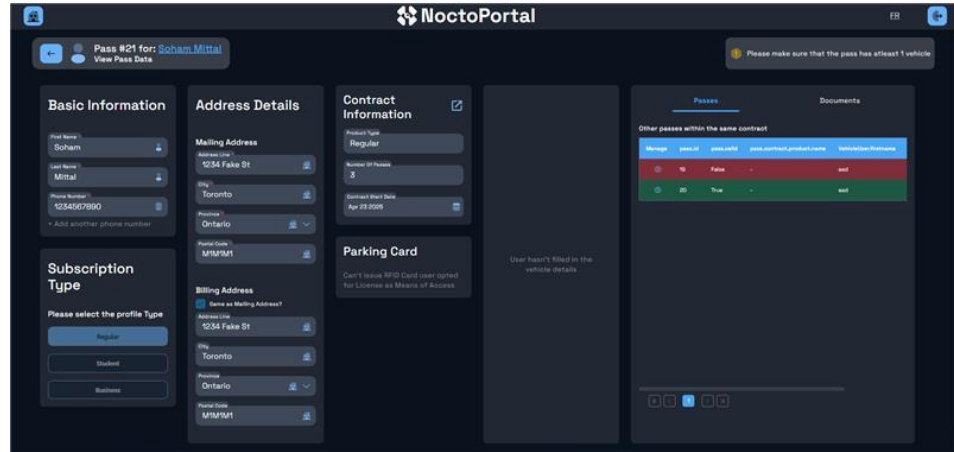 NoctoPortal
FR
Pass #21 for: Soham Mittal
View Pass Data
Please make sure that the pass has atleast 1 vehicle
Basic Information
First Name *
Soham
Last Name *
Mittal
Phone Number *
1234567890
+ Add another phone number
Subscription
Type
Please select the profile Type
Regular
Student
Business
Address Details
Mailing Address
Address Line *
1234 Fake St
City *
Toronto
Province *
Ontario
Postal Code *
M1M1M1
Billing Address
Same as Mailing Address?
Address Line
1234 Fake St
City
Toronto
Province
Ontario
Postal Code
M1M1M1
Contract
Information
Product Type
Regular
Number Of Passes
3
Contract Start Date
Apr 23 2025
Parking Card
Can't issue RFID Card user opted
for License as Means of Access
User hasn't filled in the
vehicle details
Passes
Documents
Other passes within the same contract
Manage pass.id pass.valid pass.contract.product.name VehicleUser.firstname
19 False - asd
20 True - asd
1